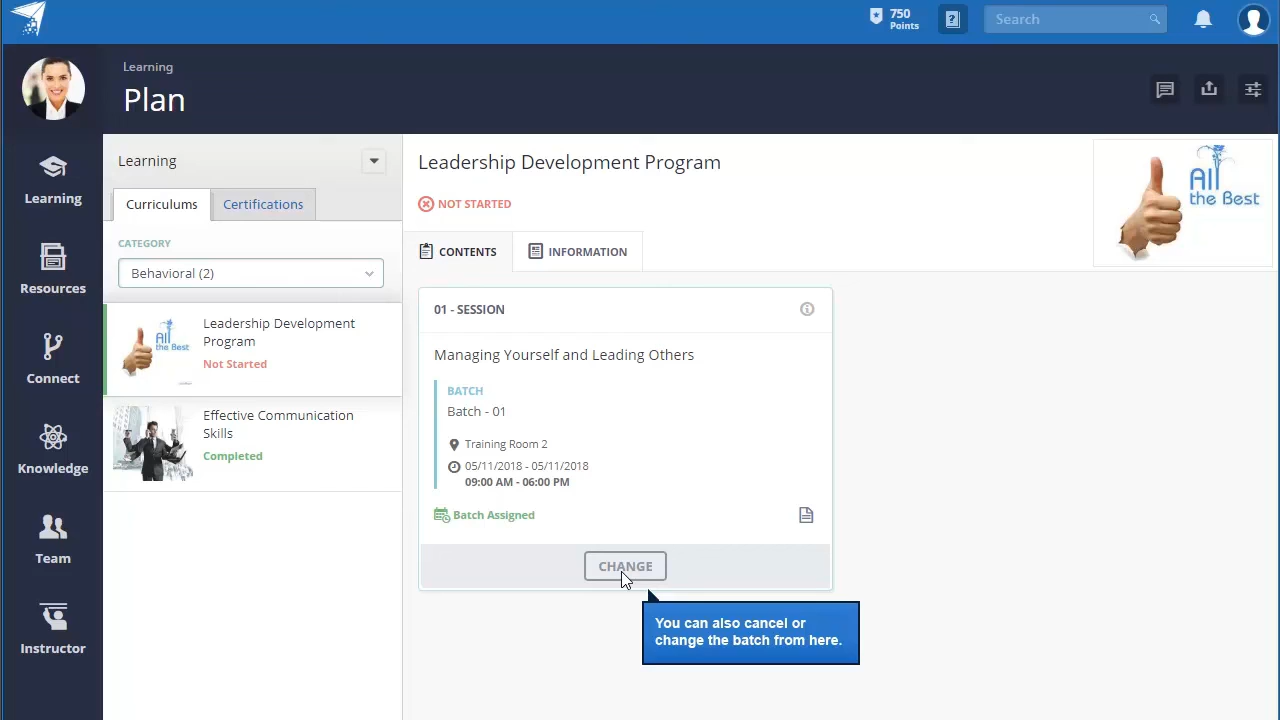 750
Points
?
Search
Learning
Plan
Learning
Resources
Connect
Knowledge
Team
Instructor
Learning
Curriculums
Certifications
CATEGORY
Behavioral (2)
All
the Best
Leadership Development
Program
Not Started
Effective Communication
Skills
Completed
Leadership Development Program
NOT STARTED
All
the Best
CONTENTS
INFORMATION
01 - SESSION
Managing Yourself and Leading Others
BATCH
Batch - 01
Training Room 2
05/11/2018 - 05/11/2018
09:00 AM - 06:00 PM
Batch Assigned
CHANGE
You can also cancel or
change the batch from here.